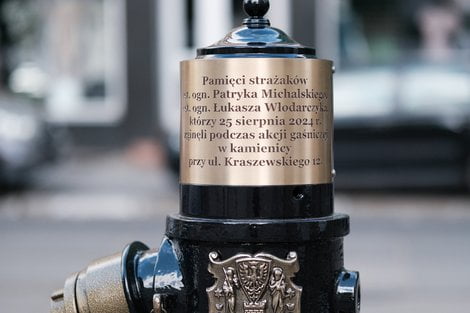 Pamięci strażaków
st. ogn. Patryka Michalskiego,
st. ogn. Łukasza Włodarczyka,
którzy 25 sierpnia 2024 r.
zginęli podczas akcji gaśniczej
w kamienicy
przy ul. Kraszewskiego 12.